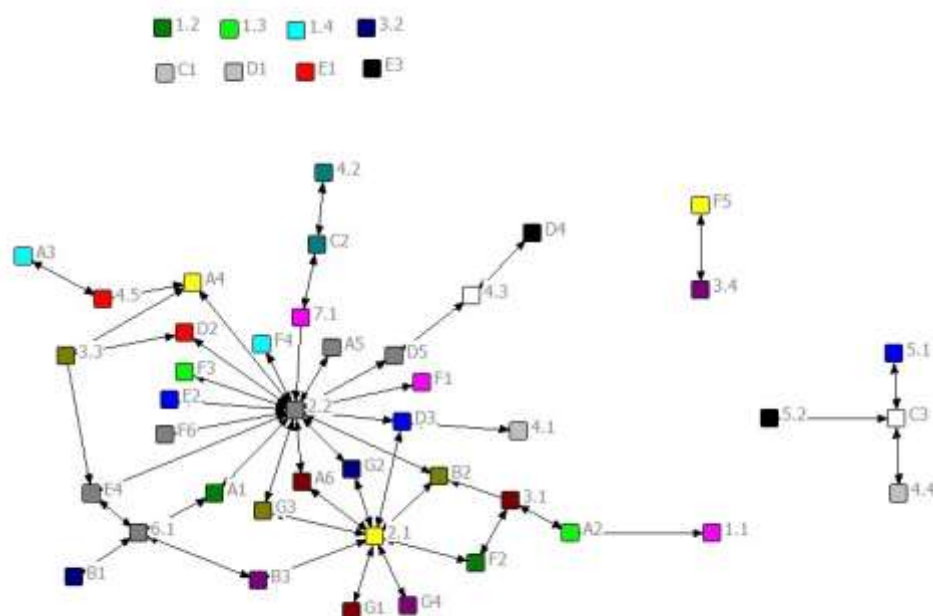 1.2 1.3 1.4 3.2
C1 D1 E1 E3
4.2
F5
D4
C2
A3
A4
4.3
3.4
4.5
7.1
D2
F4
A5
3.3
D5
5.1
F3
F1
E2
2.2
D3
5.2
C3
F6
4.1
G2
B2
A6
E4
A1
3.1
4.4
G3
6.1
2.1
A2
1.1
F2
B1
B3
G1
G4